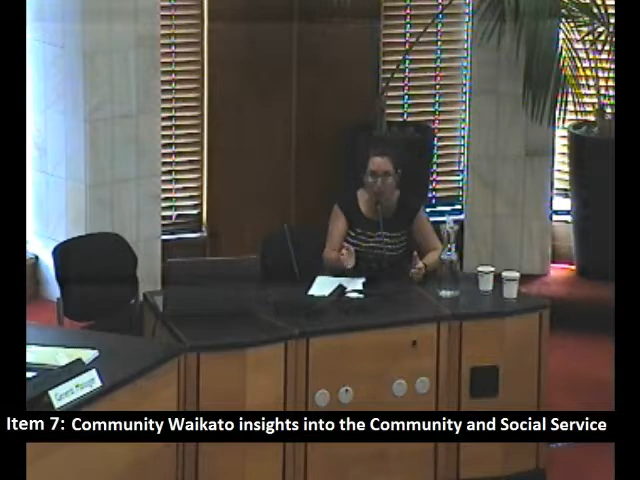 General Manager
Item 7: Community Waikato insights into the Community and Social Service